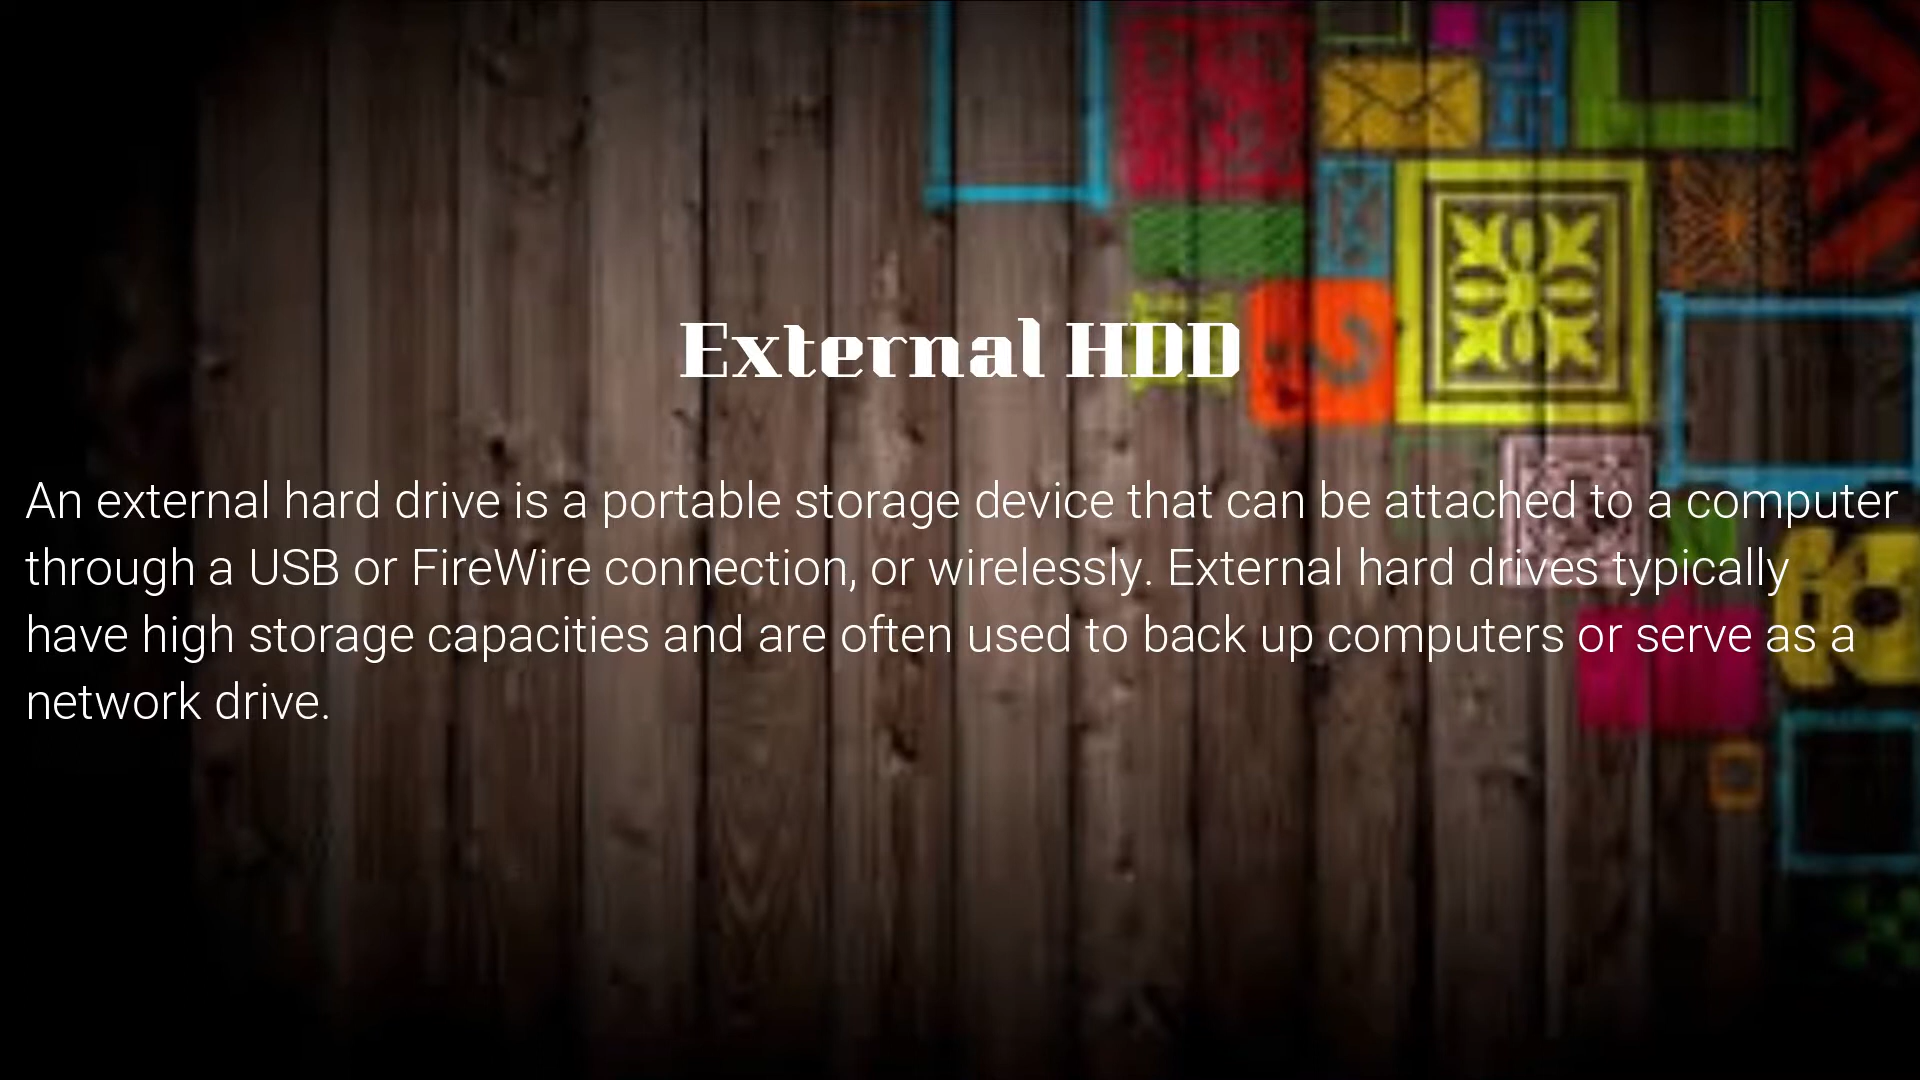 External HDD
An external hard drive is a portable storage device that can be attached to a computer
through a USB or FireWire connection, or wirelessly. External hard drives typically
have high storage capacities and are often used to back up computers or serve as a
network drive.